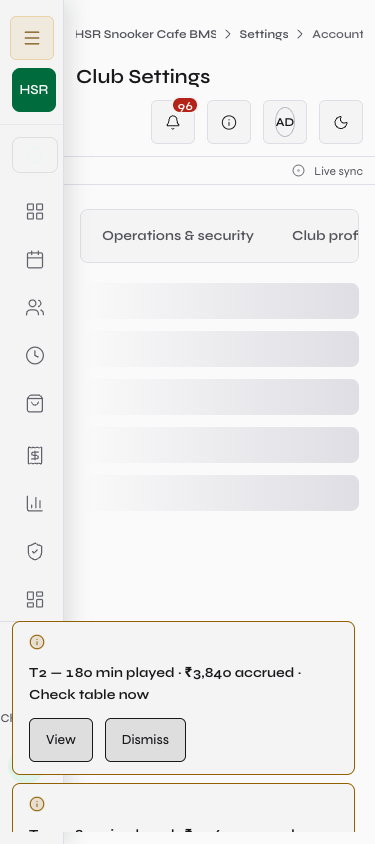 HSR
HSR Snooker Cafe BMS > Settings > Account
Club Settings
96
AD
Live sync
Operations & security
Club prof
T2 — 180 min played · ₹3,840 accrued ·
Check table now
View
Dismiss